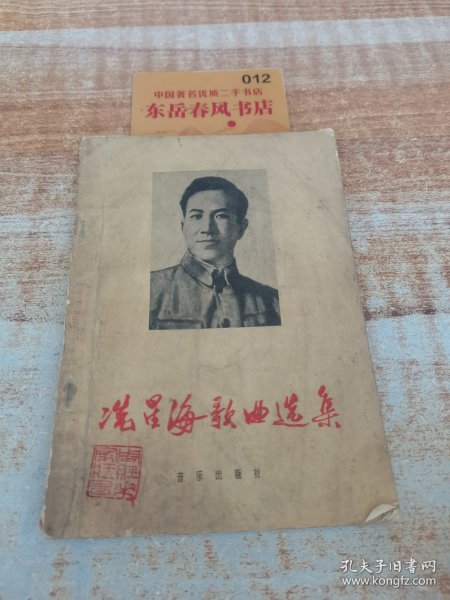 012
中国著名优质二手书店
东岳春风书店
冼星海歌曲选集
音乐出版社
孔夫子旧书网
www.kongfz.com